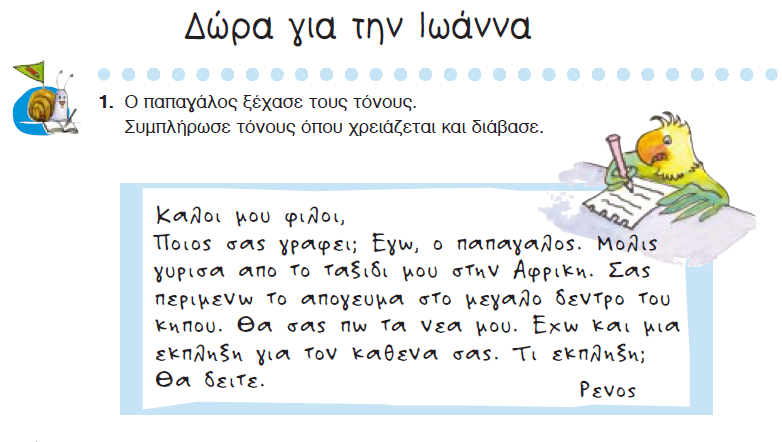 Δώρα για την Ιωάννα
1. Ο παπαγάλος ξέχασε τους τόνους.
Συμπλήρωσε τόνους όπου χρειάζεται και διάβασε.
Καλοι μου φιλοι,
Ποιος σας γραφει; Εγω, ο παπαγαλος. Μολις
γυρισα απο το ταξιδι μου στην Αφρικη. Σας
περιμενω το απογευμα στο μεγαλο δεντρο του
κηπου. Θα σας πω τα νεα μου. Εχω και μια
εκπληξη για τον καθενα σας. Τι εκπληξη;
Θα δειτε.
Ρενος